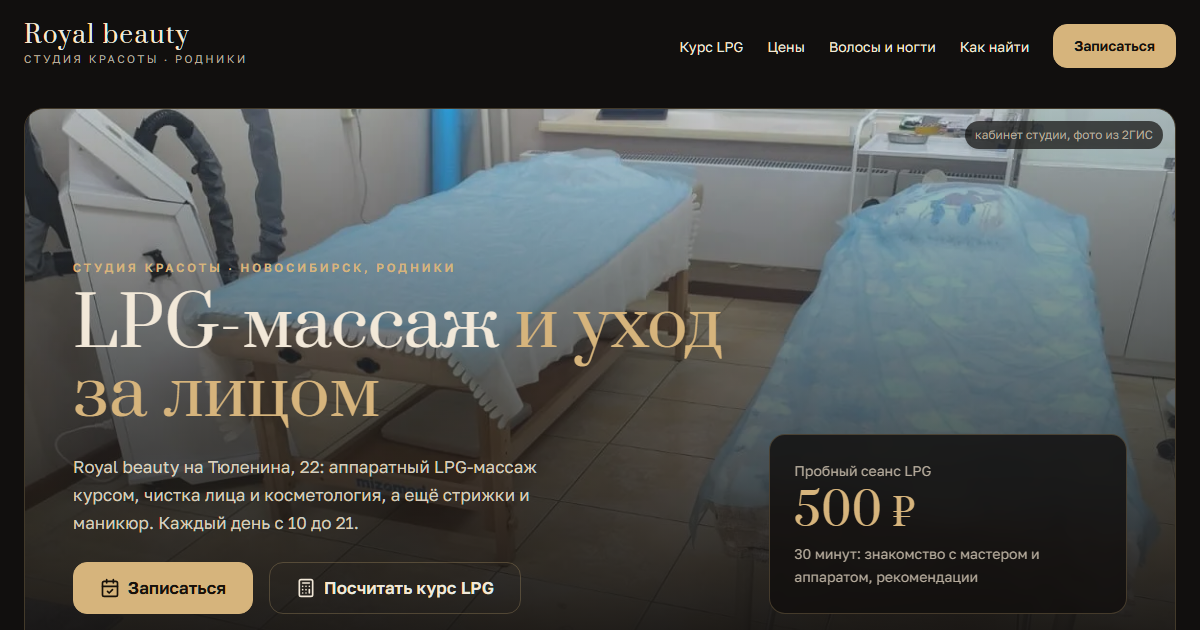 Royal beauty
СТУДИЯ КРАСОТЫ · РОДНИКИ
Курс LPG
Цены
Волосы и ногти
Как найти
Записаться
кабинет студии, фото из 2ГИС
СТУДИЯ КРАСОТЫ · НОВОСИБИРСК, РОДНИКИ
LPG-массаж и уход
за лицом
Royal beauty на Тюленина, 22: аппаратный LPG-массаж
курсом, чистка лица и косметология, а ещё стрижки и
маникюр. Каждый день с 10 до 21.
Записаться
Посчитать курс LPG
Пробный сеанс LPG
500 ₽
30 минут: знакомство с мастером и
аппаратом, рекомендации